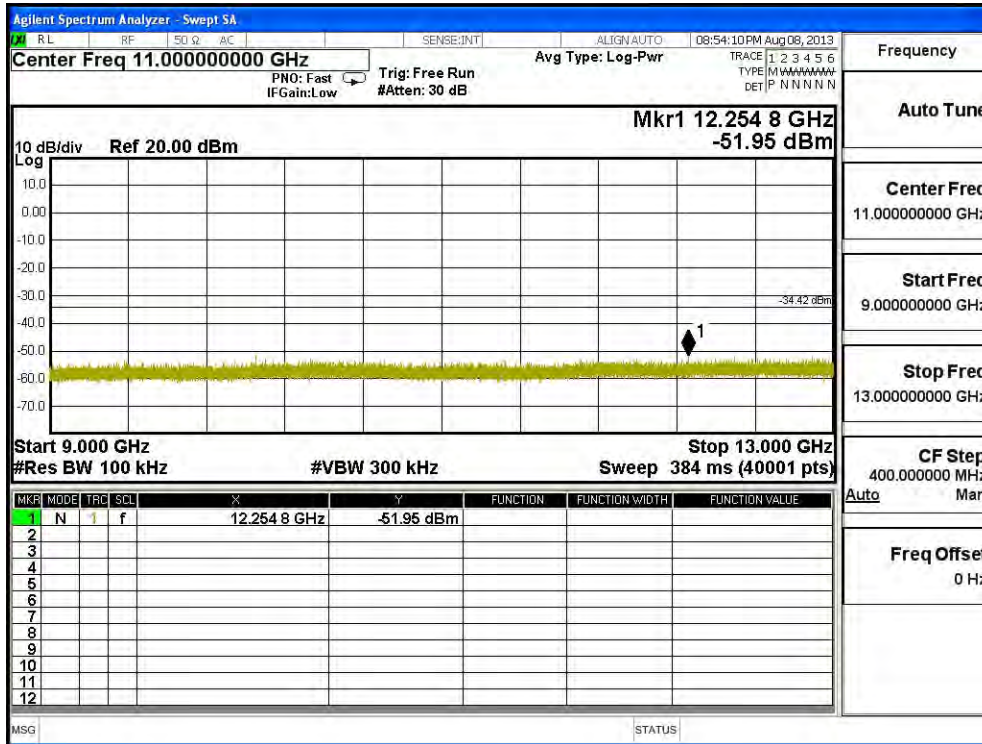 Agilent Spectrum Analyzer - Swept SA
LXI RL RF 50 Ω AC SENSE:INT ALIGN AUTO 08:54:10 PM Aug 08, 2013
Center Freq 11.000000000 GHz
PNO: Fast
IFGain:Low
Trig: Free Run
#Atten: 30 dB
Avg Type: Log-Pwr
TRACE 1 2 3 4 5 6
TYPE M WWWWW
DET P N N N N N
Mkr1 12.254 8 GHz
-51.95 dBm
10 dB/div Ref 20.00 dBm
Log
10.0
0.00
-10.0
-20.0
-30.0
-40.0
-50.0
-60.0
-70.0
-34.42 dBm
1
Start 9.000 GHz Stop 13.000 GHz
#Res BW 100 kHz #VBW 300 kHz Sweep 384 ms (40001 pts)
MKR MODE TRC SCL X Y FUNCTION FUNCTION WIDTH FUNCTION VALUE
1 N 1 f 12.254 8 GHz -51.95 dBm
2
3
4
5
6
7
8
9
10
11
12
MSG STATUS
Frequency
Auto Tune
Center Freq
11.000000000 GHz
Start Freq
9.000000000 GHz
Stop Freq
13.000000000 GHz
CF Step
400.000000 MHz
Auto Man
Freq Offset
0 Hz